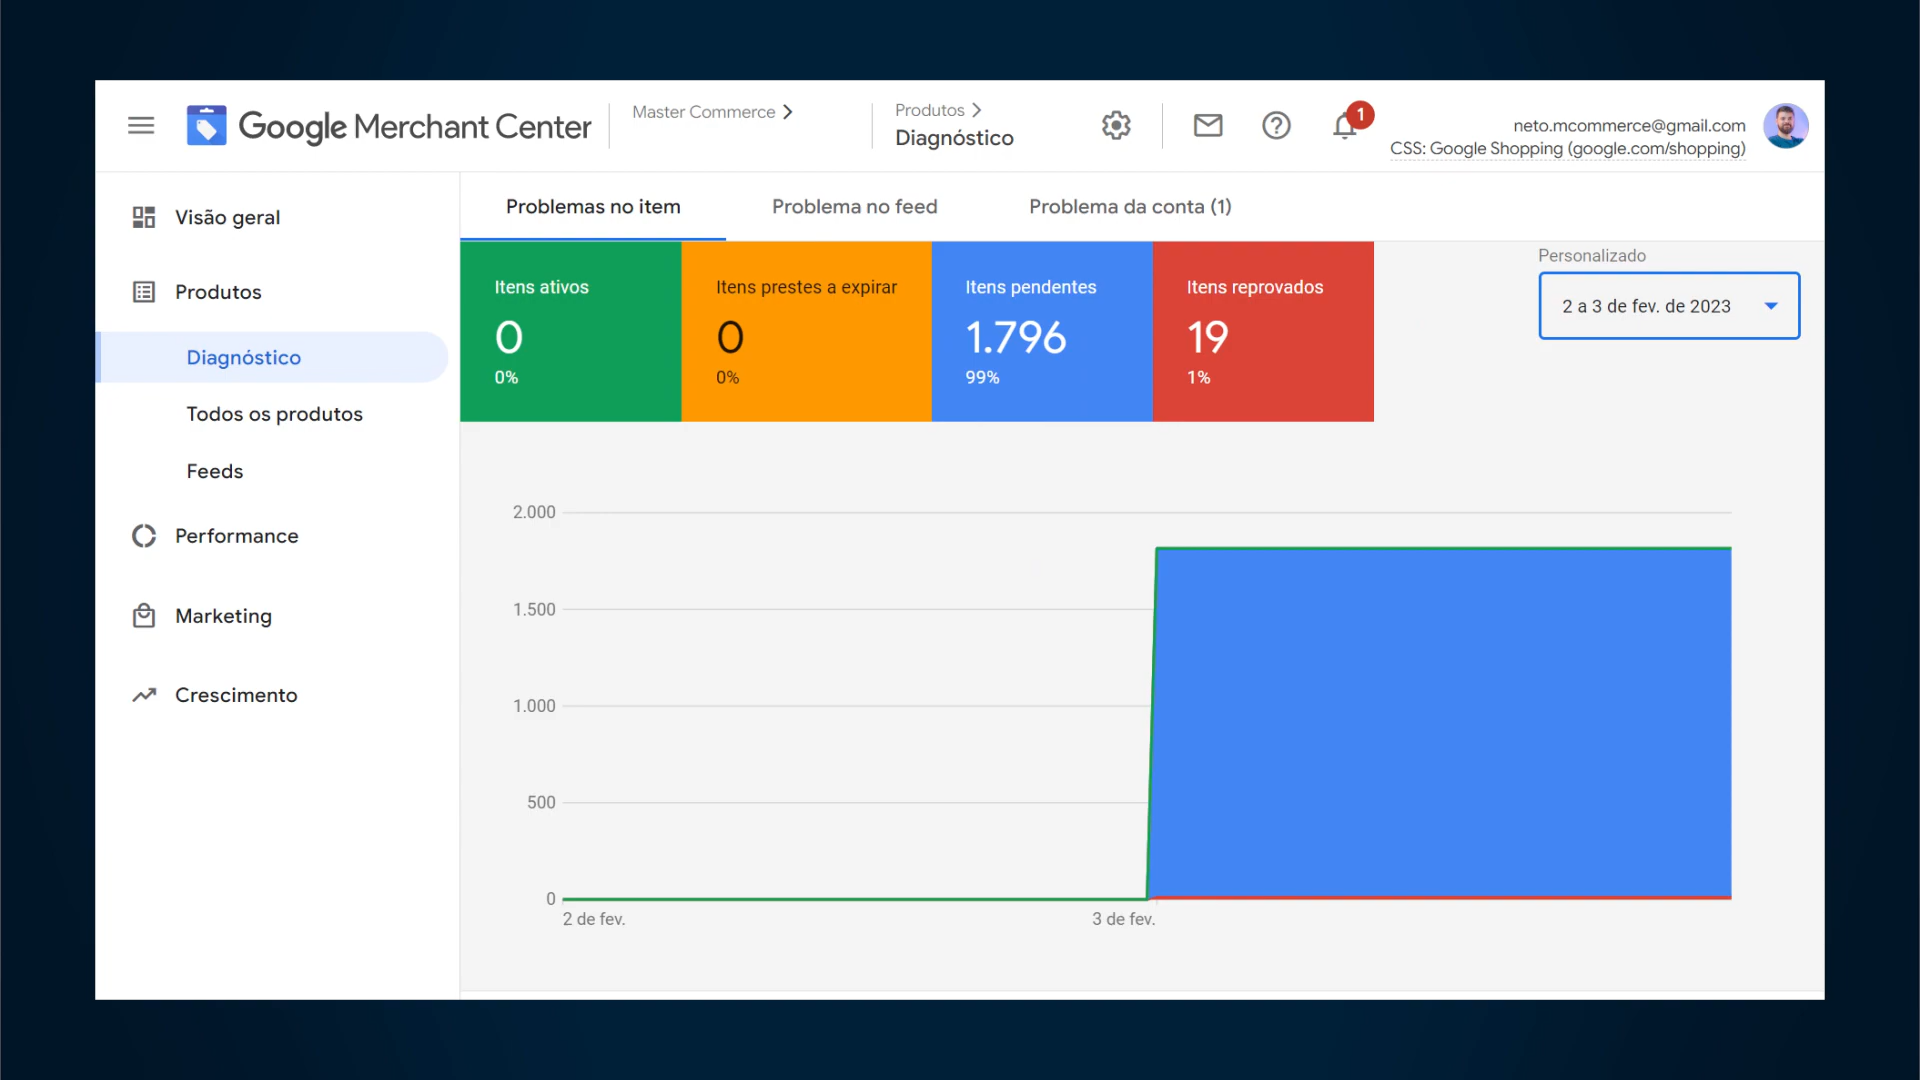 Google Merchant Center
Master Commerce
Produtos
Diagnóstico
1
neto.mcommerce@gmail.com
CSS: Google Shopping (google.com/shopping)
Visão geral
Produtos
Diagnóstico
Todos os produtos
Feeds
Performance
Marketing
Crescimento
Problemas no item
Problema no feed
Problema da conta (1)
Itens ativos
0
0%
Itens prestes a expirar
0
0%
Itens pendentes
1.796
99%
Itens reprovados
19
1%
Personalizado
2 a 3 de fev. de 2023
2.000
1.500
1.000
500
0
2 de fev.
3 de fev.